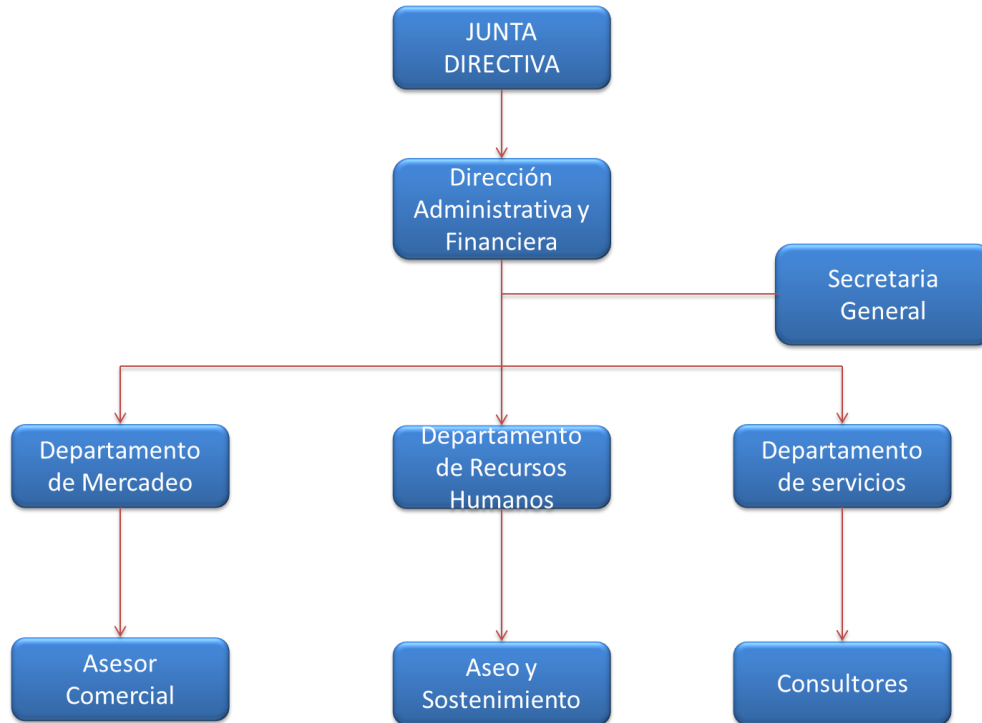 JUNTA
DIRECTIVA
Dirección
Administrativa y
Financiera
Secretaria
General
Departamento
de Mercadeo
Departamento
de Recursos
Humanos
Departamento
de servicios
Asesor
Comercial
Aseo y
Sostenimiento
Consultores